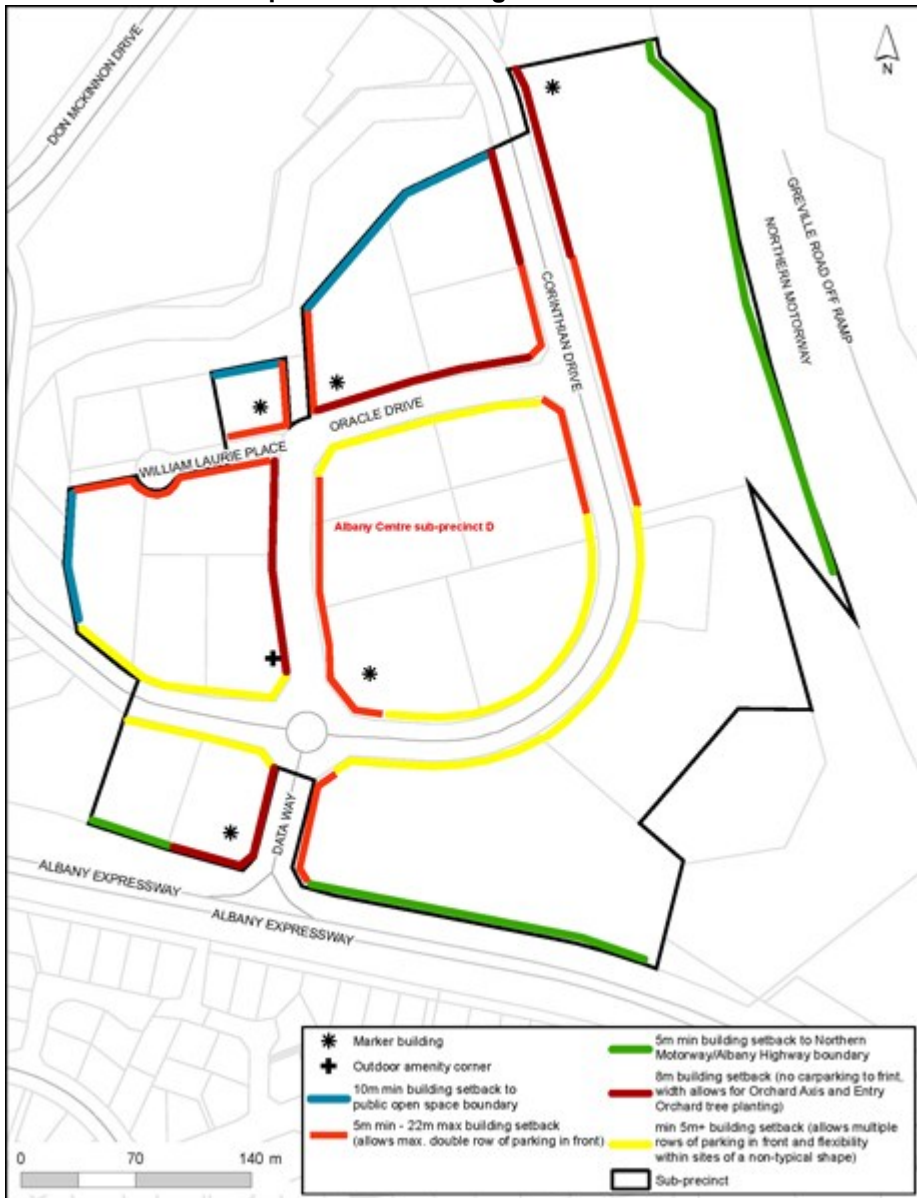 DON MCKINNON DRIVE
N
GREVILLE ROAD OFF RAMP
NORTHERN MOTORWAY
CORINTHIAN DRIVE
ORACLE DRIVE
WILLIAM LAURIE PLACE
Albany Centre sub-precinct D
DATA WAY
ALBANY EXPRESSWAY
ALBANY EXPRESSWAY
Marker building
Outdoor amenity corner
10m min building setback to
public open space boundary
5m min - 22m max building setback
(allows max. double row of parking in front)
5m min building setback to Northern
Motorway/Albany Highway boundary
8m building setback (no carparking to frint,
width allows for Orchard Axis and Entry
Orchard tree planting)
min 5m+ building setback (allows multiple
rows of parking in front and flexibility
within sites of a non-typical shape)
Sub-precinct
0 70 140 m